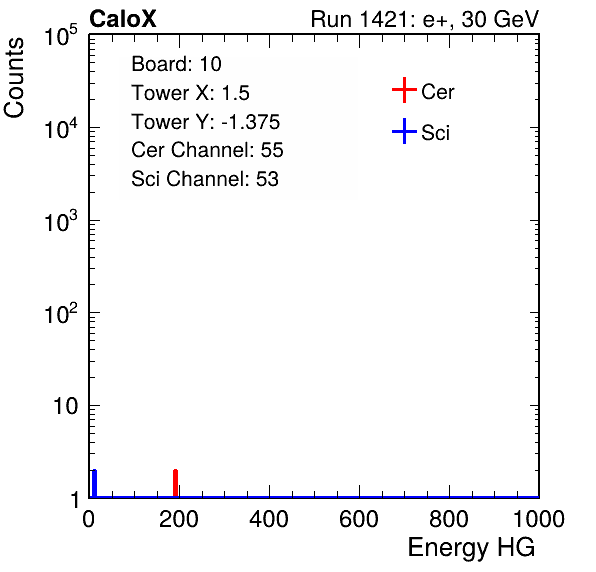 CaloX Run 1421: e+, 30 GeV
Counts
Board: 10
Tower X: 1.5
Tower Y: -1.375
Cer Channel: 55
Sci Channel: 53
Cer
Sci
10^5
10^4
10^3
10^2
10
1
0 200 400 600 800 1000
Energy HG